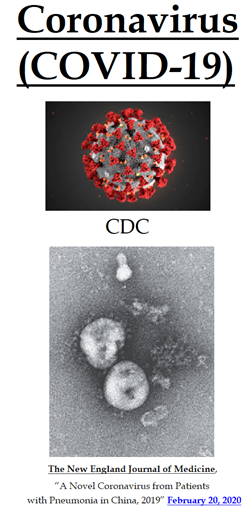 Coronavirus
(COVID-19)
CDC
The New England Journal of Medicine,
“A Novel Coronavirus from Patients
with Pneumonia in China, 2019” February 20, 2020